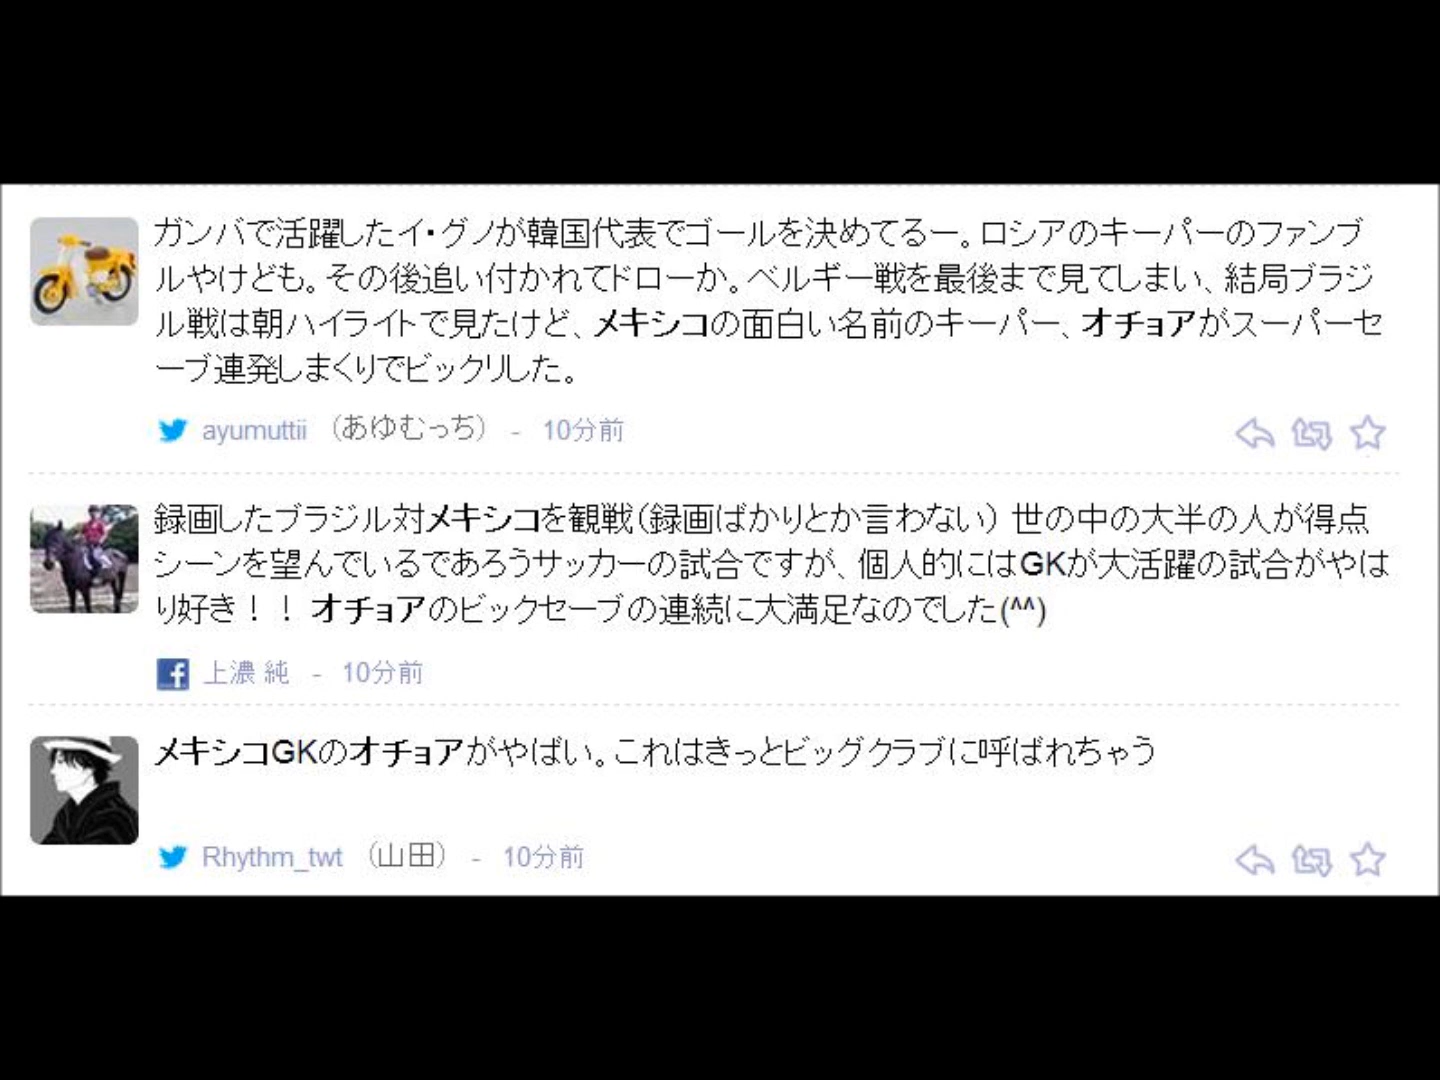 ガンバで活躍したイ・グノが韓国代表でゴールを決めてるー。ロシアのキーパーのファンブ
ルやけども。その後追い付かれてドローか。ベルギー戦を最後まで見てしまい、結局ブラジ
ル戦は朝ハイライトで見たけど、メキシコの面白い名前のキーパー、オチョアがスーパーセ
ーブ連発しまくりでビックリした。
ayumuttii （あゆむっち） - 10分前
録画したブラジル対メキシコを観戦（録画ばかりとか言わない） 世の中の大半の人が得点
シーンを望んでいるであろうサッカーの試合ですが、個人的にはGKが大活躍の試合がやは
り好き！！ オチョアのビックセーブの連続に大満足なのでした(^^)
上濃 純 - 10分前
メキシコGKのオチョアがやばい。これはきっとビッグクラブに呼ばれちゃう
Rhythm_twt （山田） - 10分前